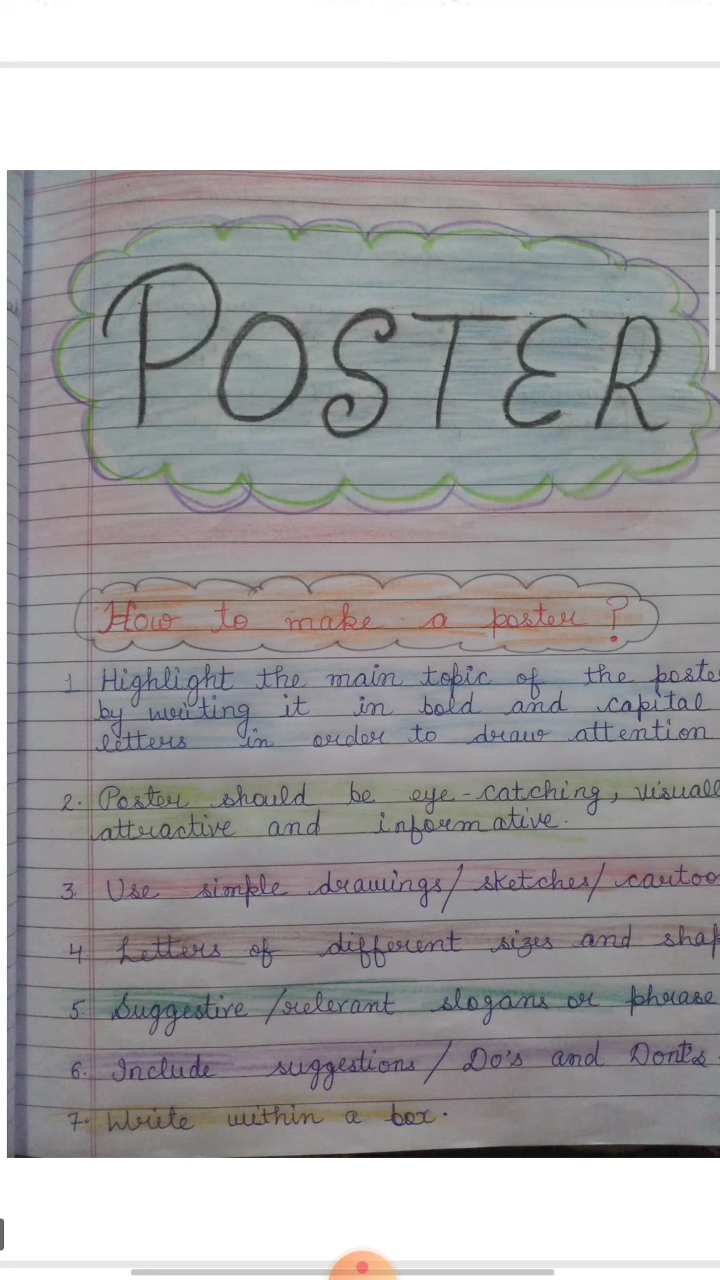 POSTER
How to make a poster?
1 Highlight the main topic of the poste
by writing it in bold and capital
letters in order to draw attention
2. Poster should be eye-catching, visuall
attractive and informative.
3. Use simple drawings/ sketches/ cartoo
4 Letters of different sizes and shap
5 Suggestive/relevant slogans or phrase
6. Include suggestions/ Do's and Dont's.
7. Write within a box.